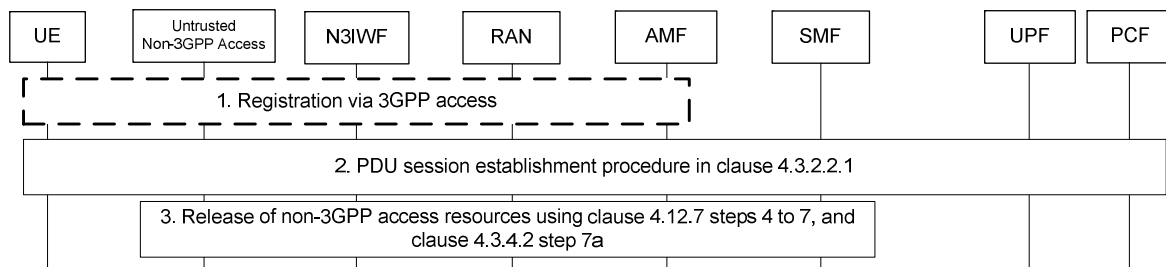 UE
Untrusted
Non-3GPP Access
N3IWF
RAN
AMF
SMF
UPF
PCF
1. Registration via 3GPP access
2. PDU session establishment procedure in clause 4.3.2.2.1
3. Release of non-3GPP access resources using clause 4.12.7 steps 4 to 7, and
clause 4.3.4.2 step 7a